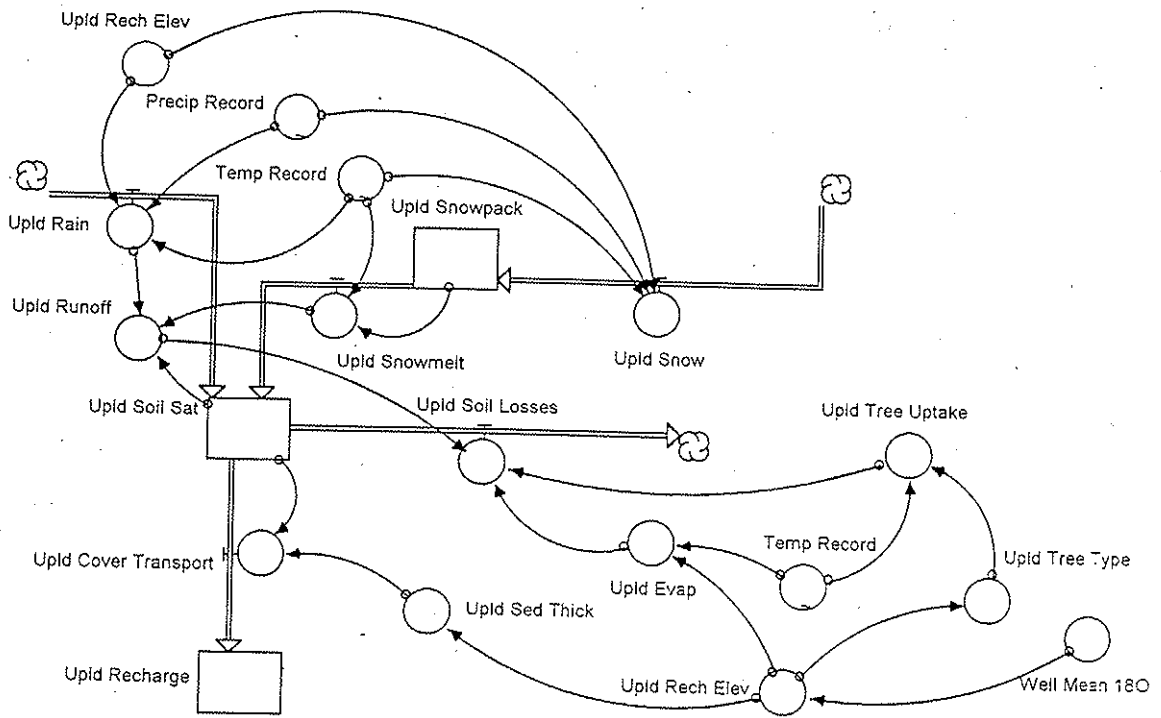 Upld Rech Elev
Precip Record
Temp Record
Upld Snowpack
Upld Rain
Upld Runoff
Upld Snowmelt
Upld Snow
Upld Soil Sat
Upld Soil Losses
Upld Tree Uptake
Upld Cover Transport
Temp Record
Upld Tree Type
Upld Evap
Upld Sed Thick
Upld Recharge
Upld Rech Elev
Well Mean 18O